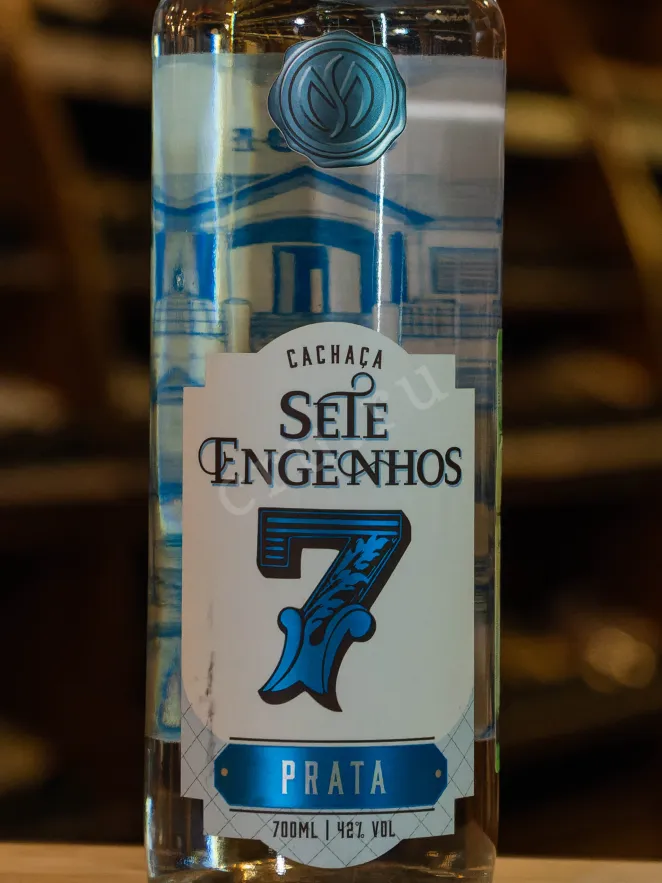 CACHAÇA
SETE
ENGENHOS
7
PRATA
700ML | 42% VOL